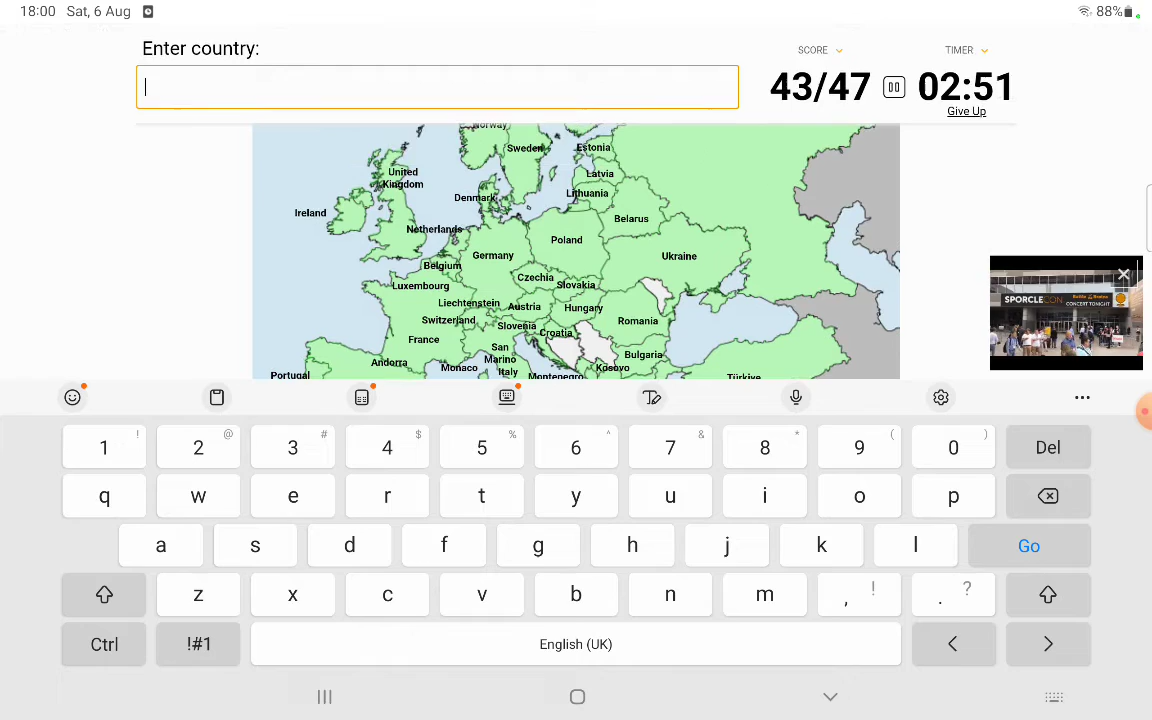 18:00 Sat, 6 Aug
88%
Enter country:
SCORE
TIMER
43/47
02:51
Give Up
Norway
Sweden
Estonia
Latvia
Lithuania
United
Kingdom
Denmark
Ireland
Belarus
Netherlands
Poland
Germany
Ukraine
Belgium
Czechia
Luxembourg
Slovakia
Liechtenstein
Austria
Hungary
Switzerland
Slovenia
Romania
Croatia
France
San
Marino
Italy
Bulgaria
Andorra
Monaco
Kosovo
Portugal
Montenegro
Türkiye
SPORCLECON
CONCERT TONIGHT
1 ! 2 @ 3 # 4 $ 5 % 6 ^ 7 & 8 * 9 ( 0 ) Del
q w e r t y u i o p
a s d f g h j k l Go
z x c v b n m , ! . ?
Ctrl !#1 English (UK) < >